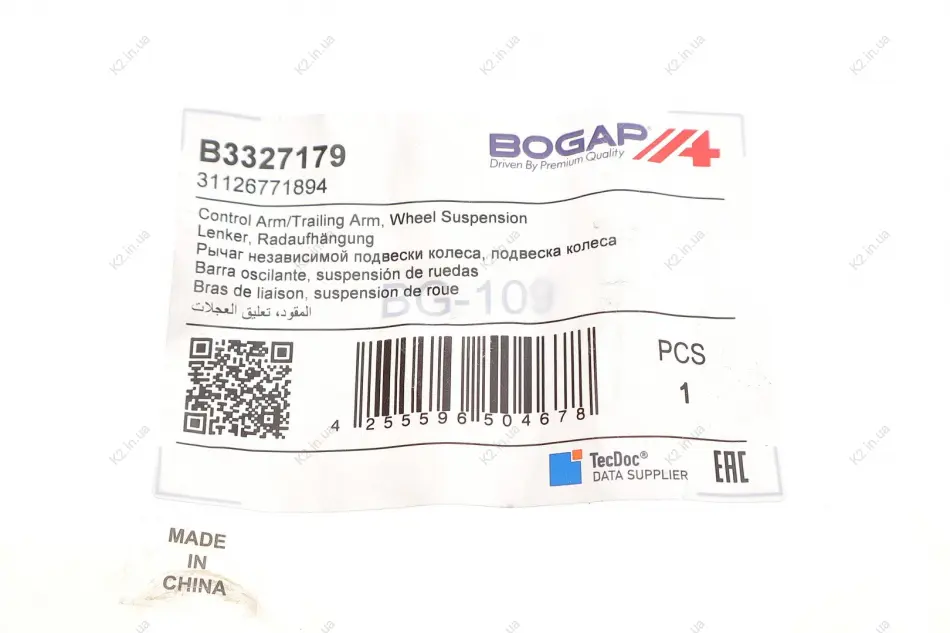 B3327179
31126771894
BOGAP
Driven By Premium Quality
Control Arm/Trailing Arm, Wheel Suspension
Lenker, Radaufhängung
Рычаг независимой подвески колеса, подвеска колеса
Barra oscilante, suspensión de ruedas
Bras de liaison, suspension de roue
المقود، تعليق العجلات
BG-109
PCS
1
4 255596 504678
TecDoc®
DATA SUPPLIER
EAC
MADE
IN
CHINA
K2.in.ua